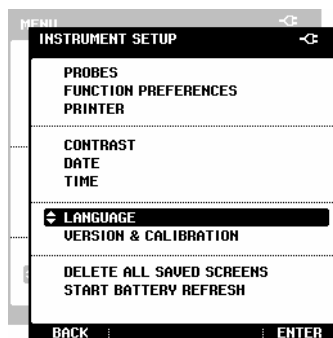 MENU
INSTRUMENT SETUP
PROBES
FUNCTION PREFERENCES
PRINTER
CONTRAST
DATE
TIME
LANGUAGE
VERSION & CALIBRATION
DELETE ALL SAVED SCREENS
START BATTERY REFRESH
BACK ENTER